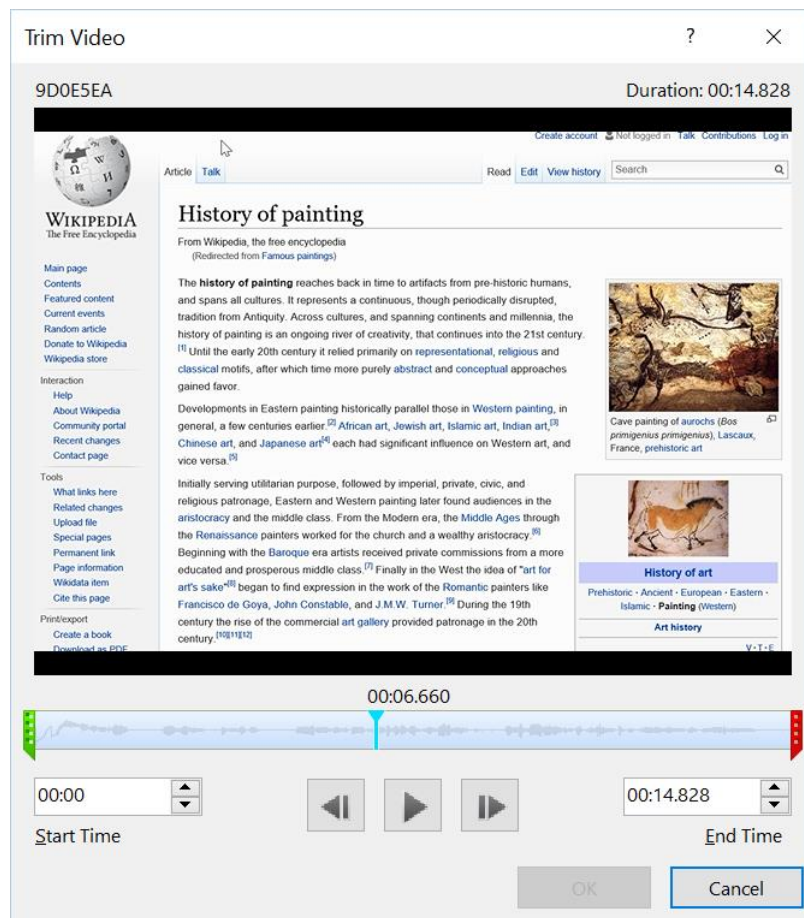 Trim Video
?
9D0E5EA
Duration: 00:14.828
Create account Not logged in Talk Contributions Log in
Article Talk
Read Edit View history Search
WIKIPEDIA
The Free Encyclopedia
Main page
Contents
Featured content
Current events
Random article
Donate to Wikipedia
Wikipedia store
Interaction
Help
About Wikipedia
Community portal
Recent changes
Contact page
Tools
What links here
Related changes
Upload file
Special pages
Permanent link
Page information
Wikidata item
Cite this page
Print/export
Create a book
Download as PDF
History of painting
From Wikipedia, the free encyclopedia
(Redirected from Famous paintings)
The history of painting reaches back in time to artifacts from pre-historic humans,
and spans all cultures. It represents a continuous, though periodically disrupted,
tradition from Antiquity. Across cultures, and spanning continents and millennia, the
history of painting is an ongoing river of creativity, that continues into the 21st century.
[1] Until the early 20th century it relied primarily on representational, religious and
classical motifs, after which time more purely abstract and conceptual approaches
gained favor.
Developments in Eastern painting historically parallel those in Western painting, in
general, a few centuries earlier.[2] African art, Jewish art, Islamic art, Indian art,[3]
Chinese art, and Japanese art[4] each had significant influence on Western art, and
vice versa.[5]
Initially serving utilitarian purpose, followed by imperial, private, civic, and
religious patronage, Eastern and Western painting later found audiences in the
aristocracy and the middle class. From the Modern era, the Middle Ages through
the Renaissance painters worked for the church and a wealthy aristocracy.[6]
Beginning with the Baroque era artists received private commissions from a more
educated and prosperous middle class.[7] Finally in the West the idea of "art for
art's sake"[8] began to find expression in the work of the Romantic painters like
Francisco de Goya, John Constable, and J.M.W. Turner.[9] During the 19th
century the rise of the commercial art gallery provided patronage in the 20th
century.[10][11][12]
Cave painting of aurochs (Bos
primigenius primigenius), Lascaux,
France, prehistoric art
History of art
Prehistoric · Ancient · European · Eastern ·
Islamic · Painting (Western)
Art history
V · T · E
00:06.660
00:00
00:14.828
Start Time
End Time
OK
Cancel